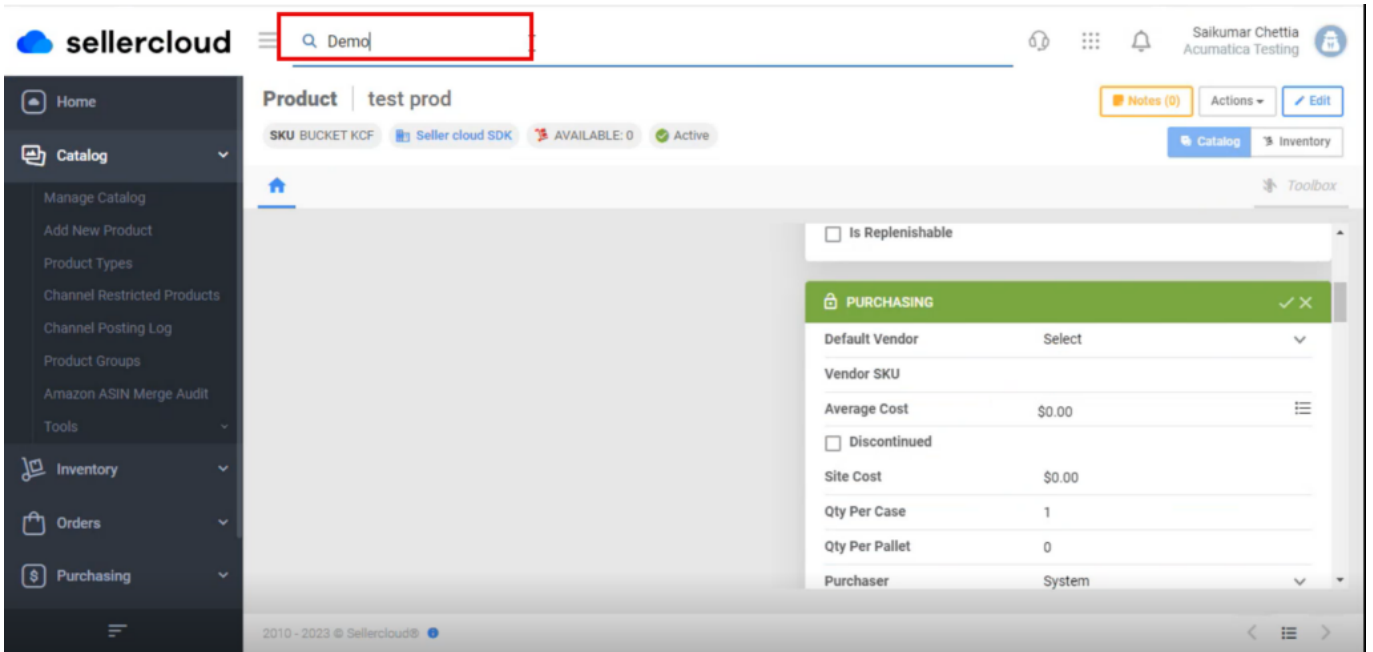 sellercloud
Demo
Saikumar Chettia
Acumatica Testing
Home
Catalog
Manage Catalog
Add New Product
Product Types
Channel Restricted Products
Channel Posting Log
Product Groups
Amazon ASIN Merge Audit
Tools
Inventory
Orders
Purchasing
Product | test prod
Notes (0) Actions Edit
SKU BUCKET KCF Seller cloud SDK AVAILABLE: 0 Active
Catalog Inventory
Toolbox
Is Replenishable
PURCHASING
Default Vendor Select
Vendor SKU
Average Cost $0.00
Discontinued
Site Cost $0.00
Qty Per Case 1
Qty Per Pallet 0
Purchaser System
2010 - 2023 © Sellercloud®